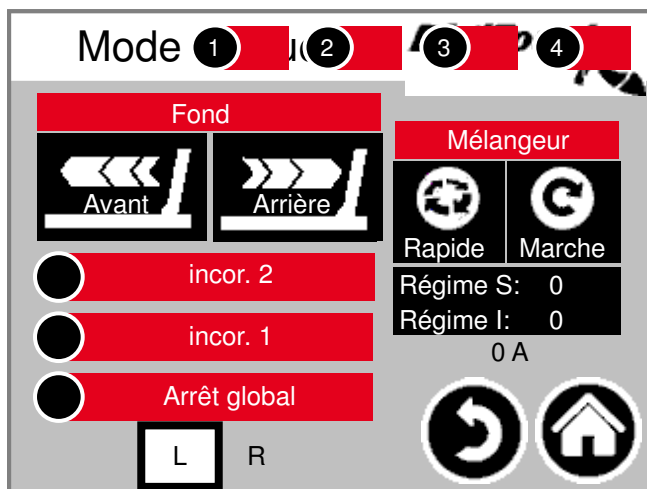 Mode
1
2
3
4
Fond
Avant
Arrière
Mélangeur
Rapide
Marche
incor. 2
Régime S: 0
Régime I: 0
incor. 1
0 A
Arrêt global
L R